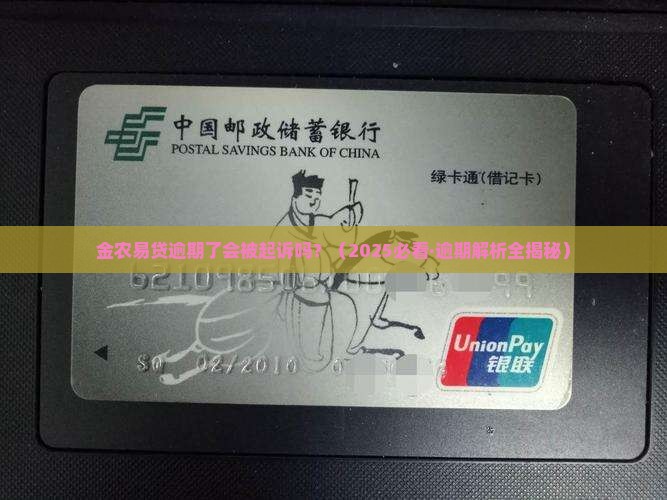 中国邮政储蓄银行
POSTAL SAVINGS BANK OF CHINA
绿卡通(借记卡)
金农易贷逾期了会被起诉吗?(2025必看·逾期解析全揭秘)
UnionPay
银联